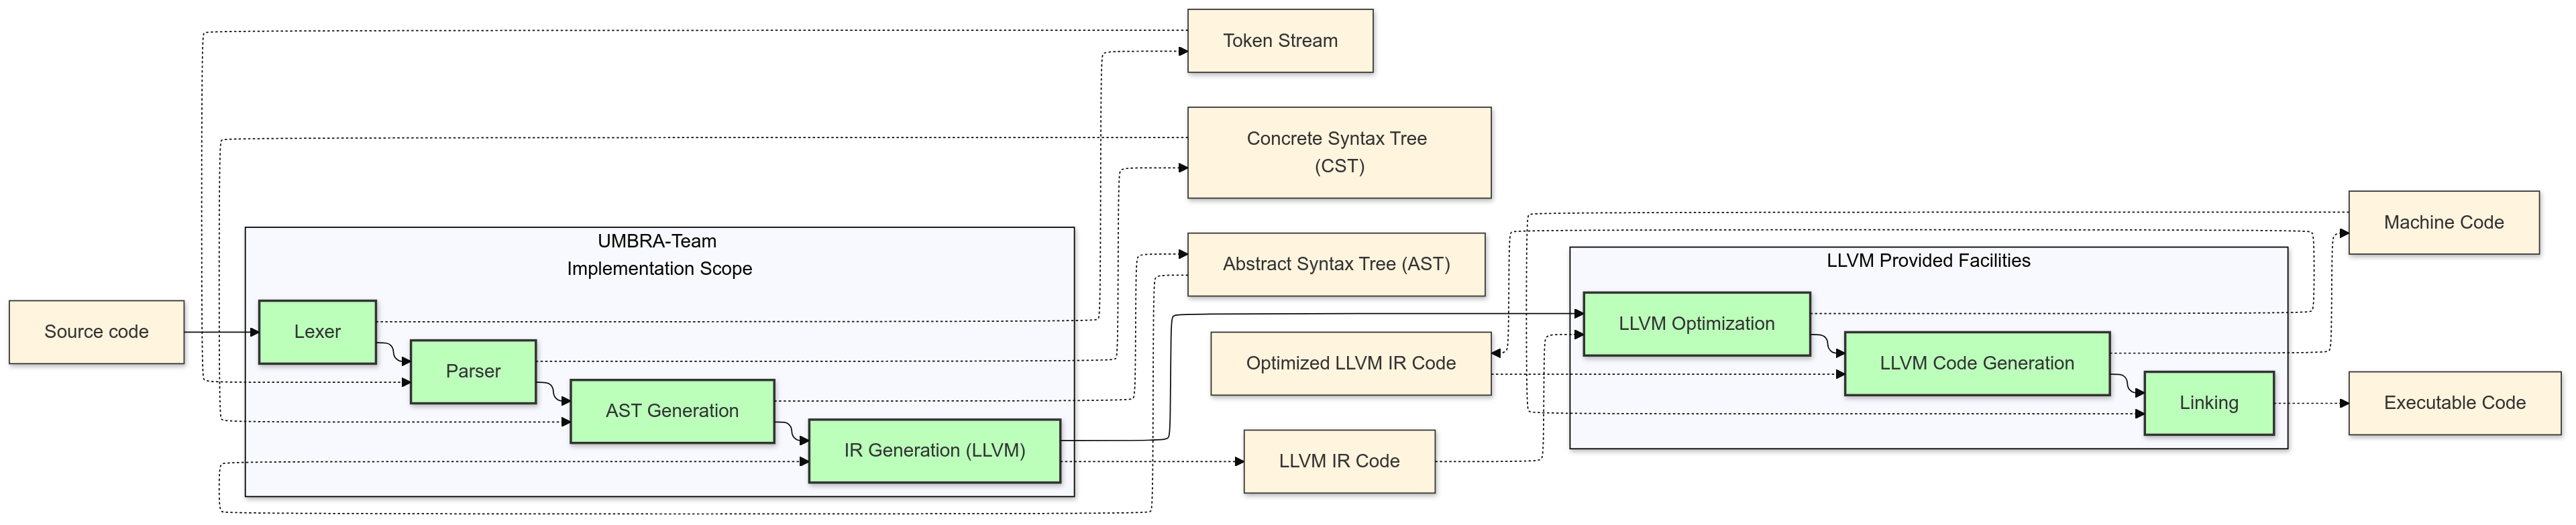 Token Stream
Concrete Syntax Tree
(CST)
Machine Code
UMBRA-Team
Implementation Scope
Abstract Syntax Tree (AST)
LLVM Provided Facilities
Source code
Lexer
LLVM Optimization
Parser
Optimized LLVM IR Code
LLVM Code Generation
AST Generation
Linking
Executable Code
IR Generation (LLVM)
LLVM IR Code